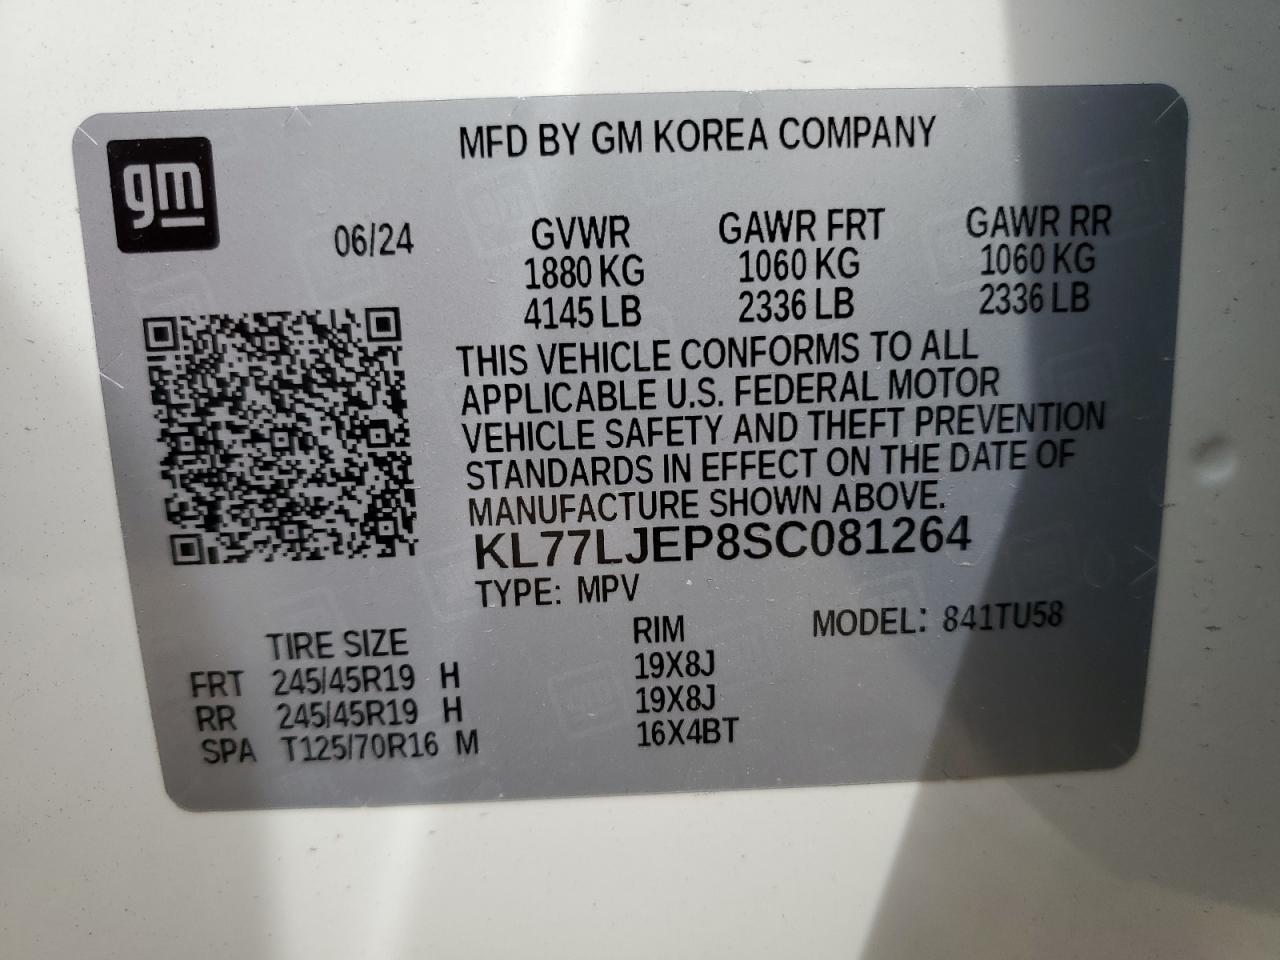 gm
MFD BY GM KOREA COMPANY
06/24
GVWR GAWR FRT GAWR RR
1880 KG 1060 KG 1060 KG
4145 LB 2336 LB 2336 LB
THIS VEHICLE CONFORMS TO ALL
APPLICABLE U.S. FEDERAL MOTOR
VEHICLE SAFETY AND THEFT PREVENTION
STANDARDS IN EFFECT ON THE DATE OF
MANUFACTURE SHOWN ABOVE.
KL77LJEP8SC081264
TYPE: MPV
MODEL: 841TU58
TIRE SIZE RIM
FRT 245/45R19 H 19X8J
RR 245/45R19 H 19X8J
SPA T125/70R16 M 16X4BT